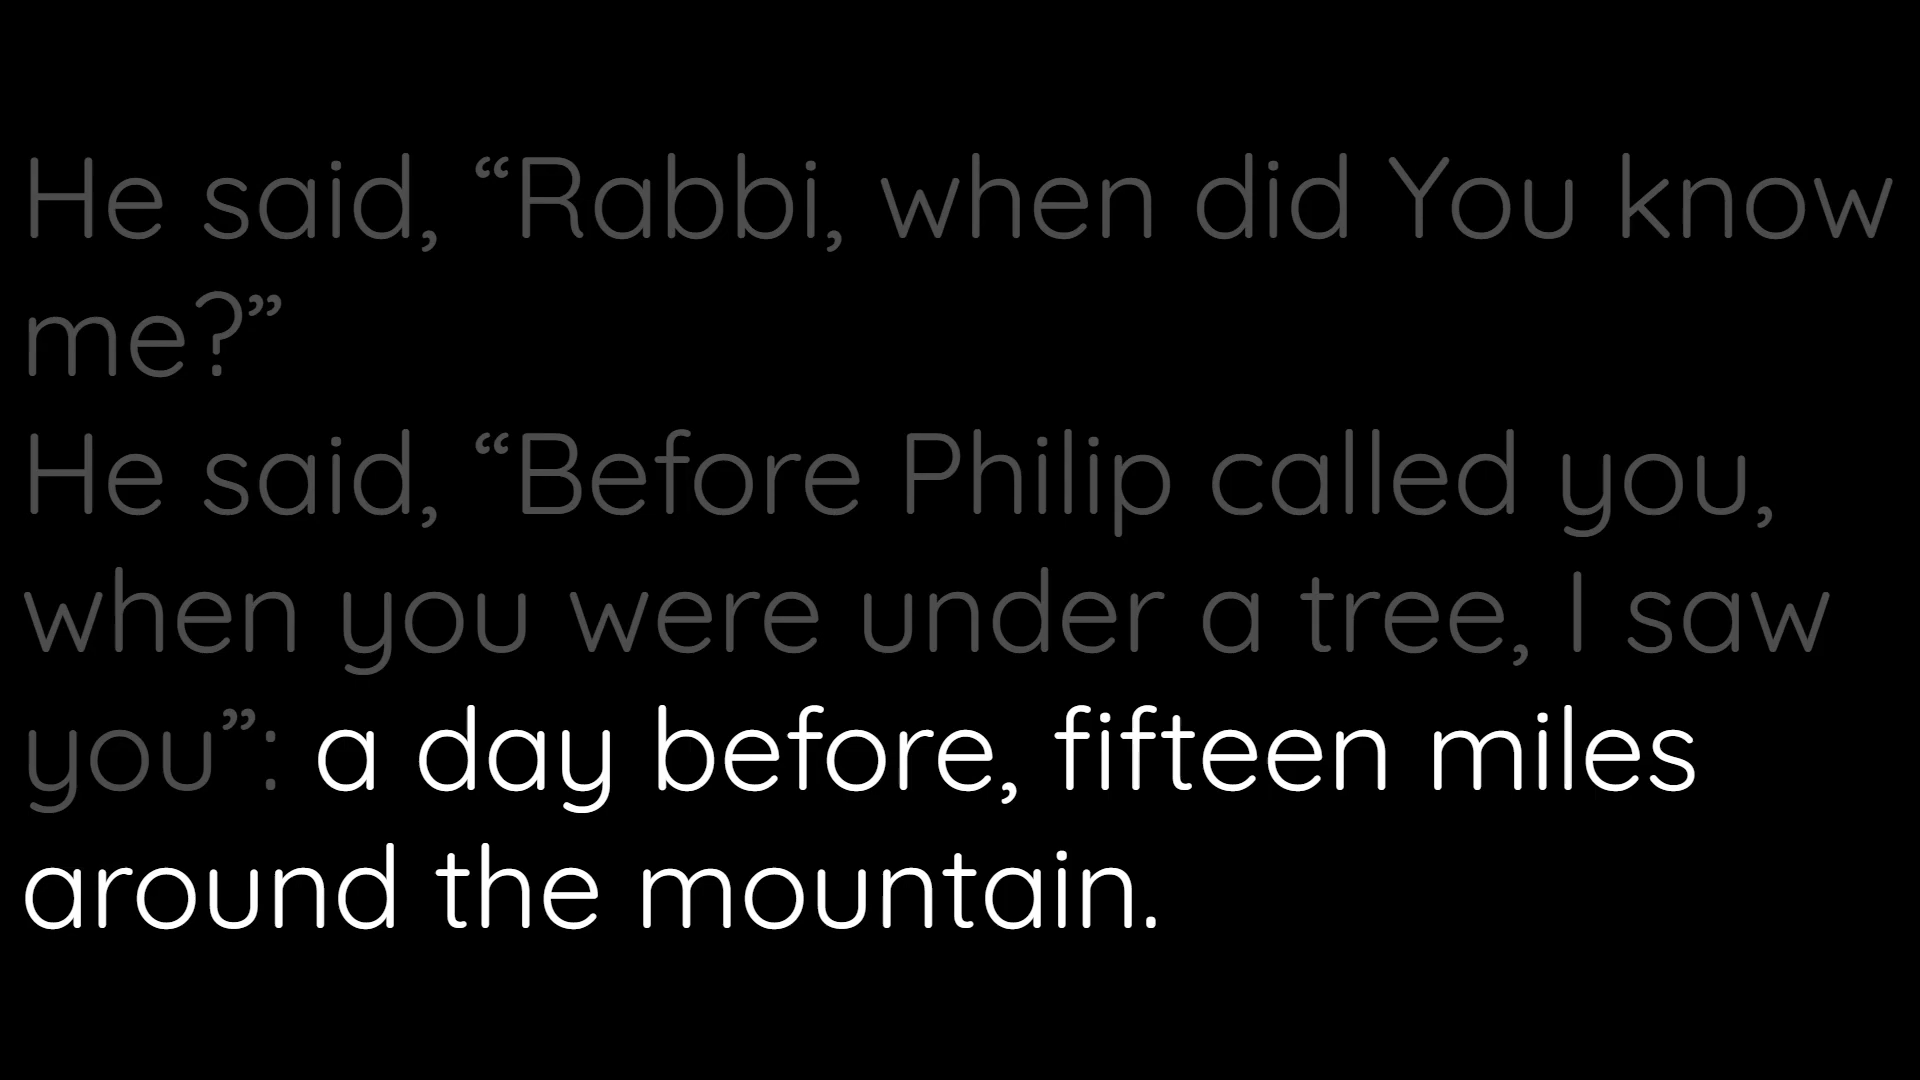 He said, “Rabbi, when did You know
me?”
He said, “Before Philip called you,
when you were under a tree, I saw
you”: a day before, fifteen miles
around the mountain.